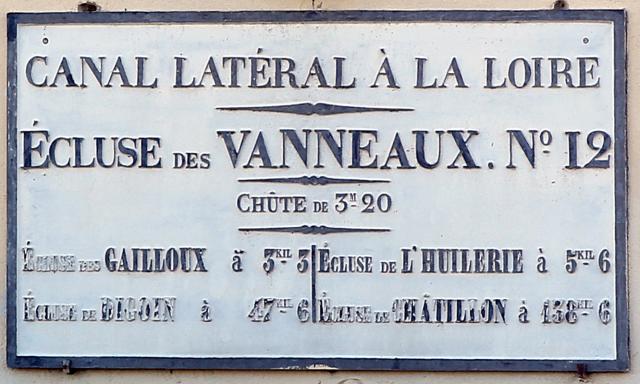 CANAL LATÉRAL À LA LOIRE
ÉCLUSE DES VANNEAUX. Nº 12
CHÛTE DE 3M 20
ÉCLUSE DES GAILLOUX à 3KIL 3
ÉCLUSE DE L'HUILERIE à 5KIL 6
ÉCLUSE DE DIGOIN à 47KIL 6
ÉCLUSE DE CHÂTILLON à 158KIL 6